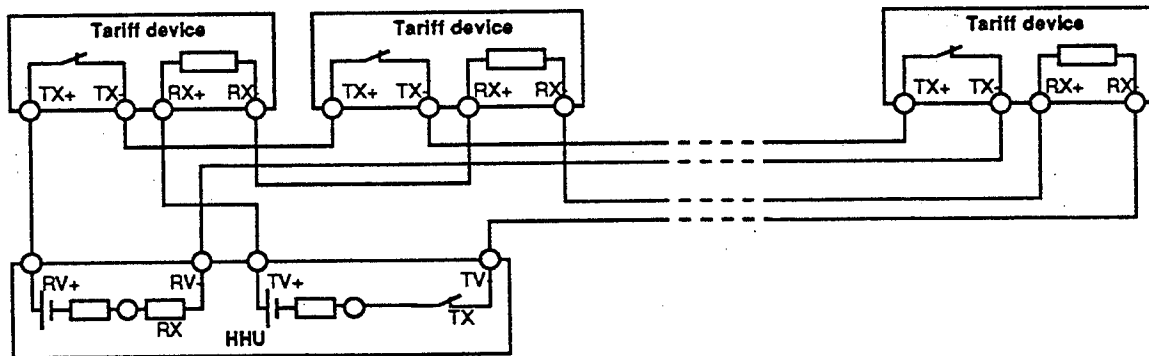 Tariff device
Tariff device
Tariff device
TX+ TX- RX+ RX-
TX+ TX- RX+ RX-
TX+ TX- RX+ RX-
RV+ RV- TV+ TV-
RX
TX
HHU